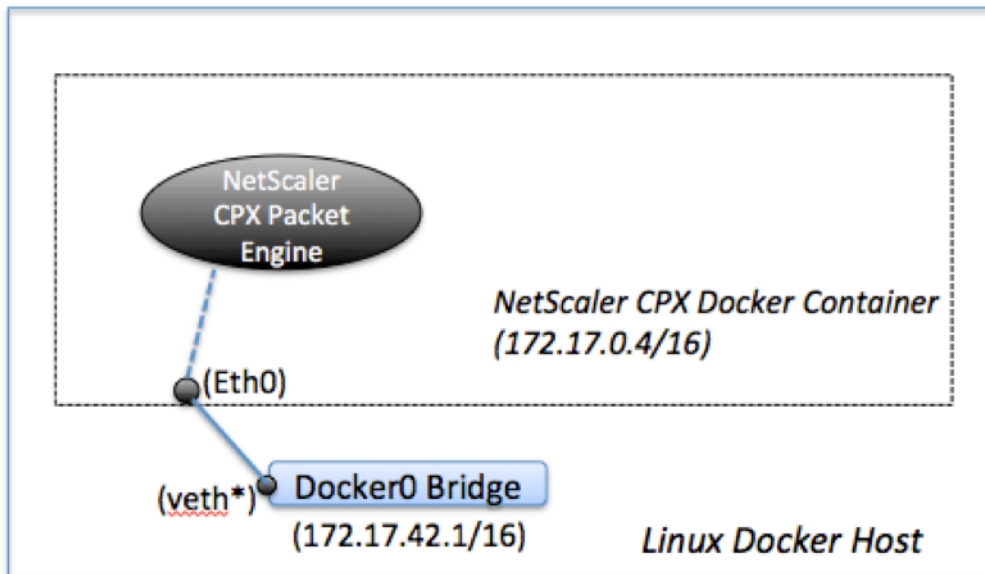 NetScaler
CPX Packet
Engine
NetScaler CPX Docker Container
(172.17.0.4/16)
(Eth0)
(veth*)
Docker0 Bridge
(172.17.42.1/16)
Linux Docker Host